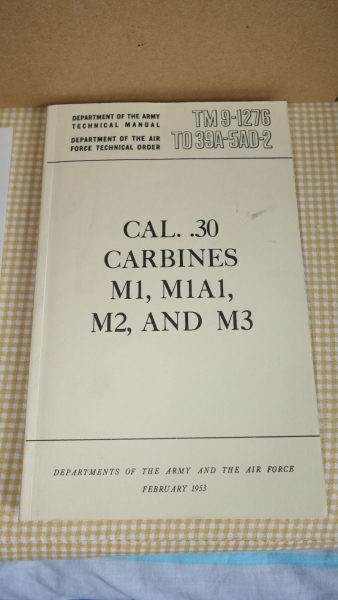 DEPARTMENT OF THE ARMY
TECHNICAL MANUAL
DEPARTMENT OF THE AIR
FORCE TECHNICAL ORDER
TM 9-1276
TO 39A-5AD-2
CAL. .30
CARBINES
M1, M1A1,
M2, AND M3
DEPARTMENTS OF THE ARMY AND THE AIR FORCE
FEBRUARY 1953